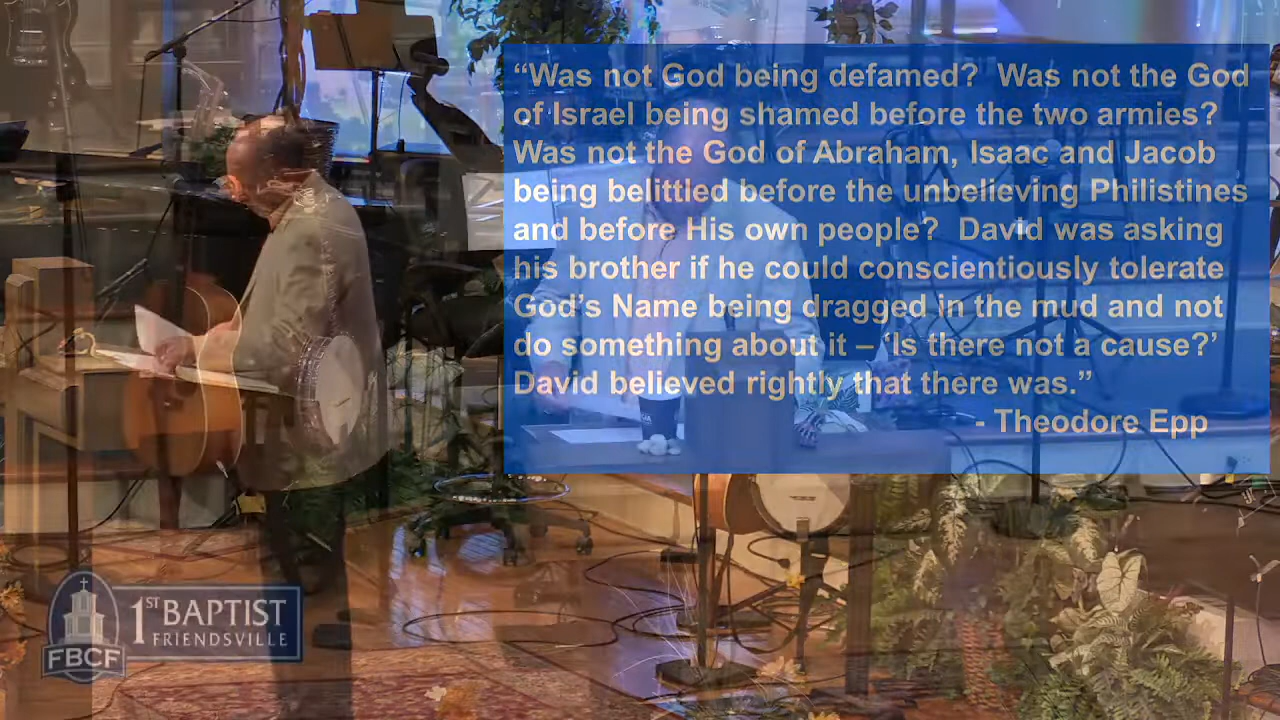 “Was not God being defamed?  Was not the God
of Israel being shamed before the two armies?
Was not the God of Abraham, Isaac and Jacob
being belittled before the unbelieving Philistines
and before His own people?  David was asking
his brother if he could conscientiously tolerate
God’s Name being dragged in the mud and not
do something about it – ‘Is there not a cause?’
David believed rightly that there was.”
- Theodore Epp
1ST BAPTIST
FRIENDSVILLE
FBCF